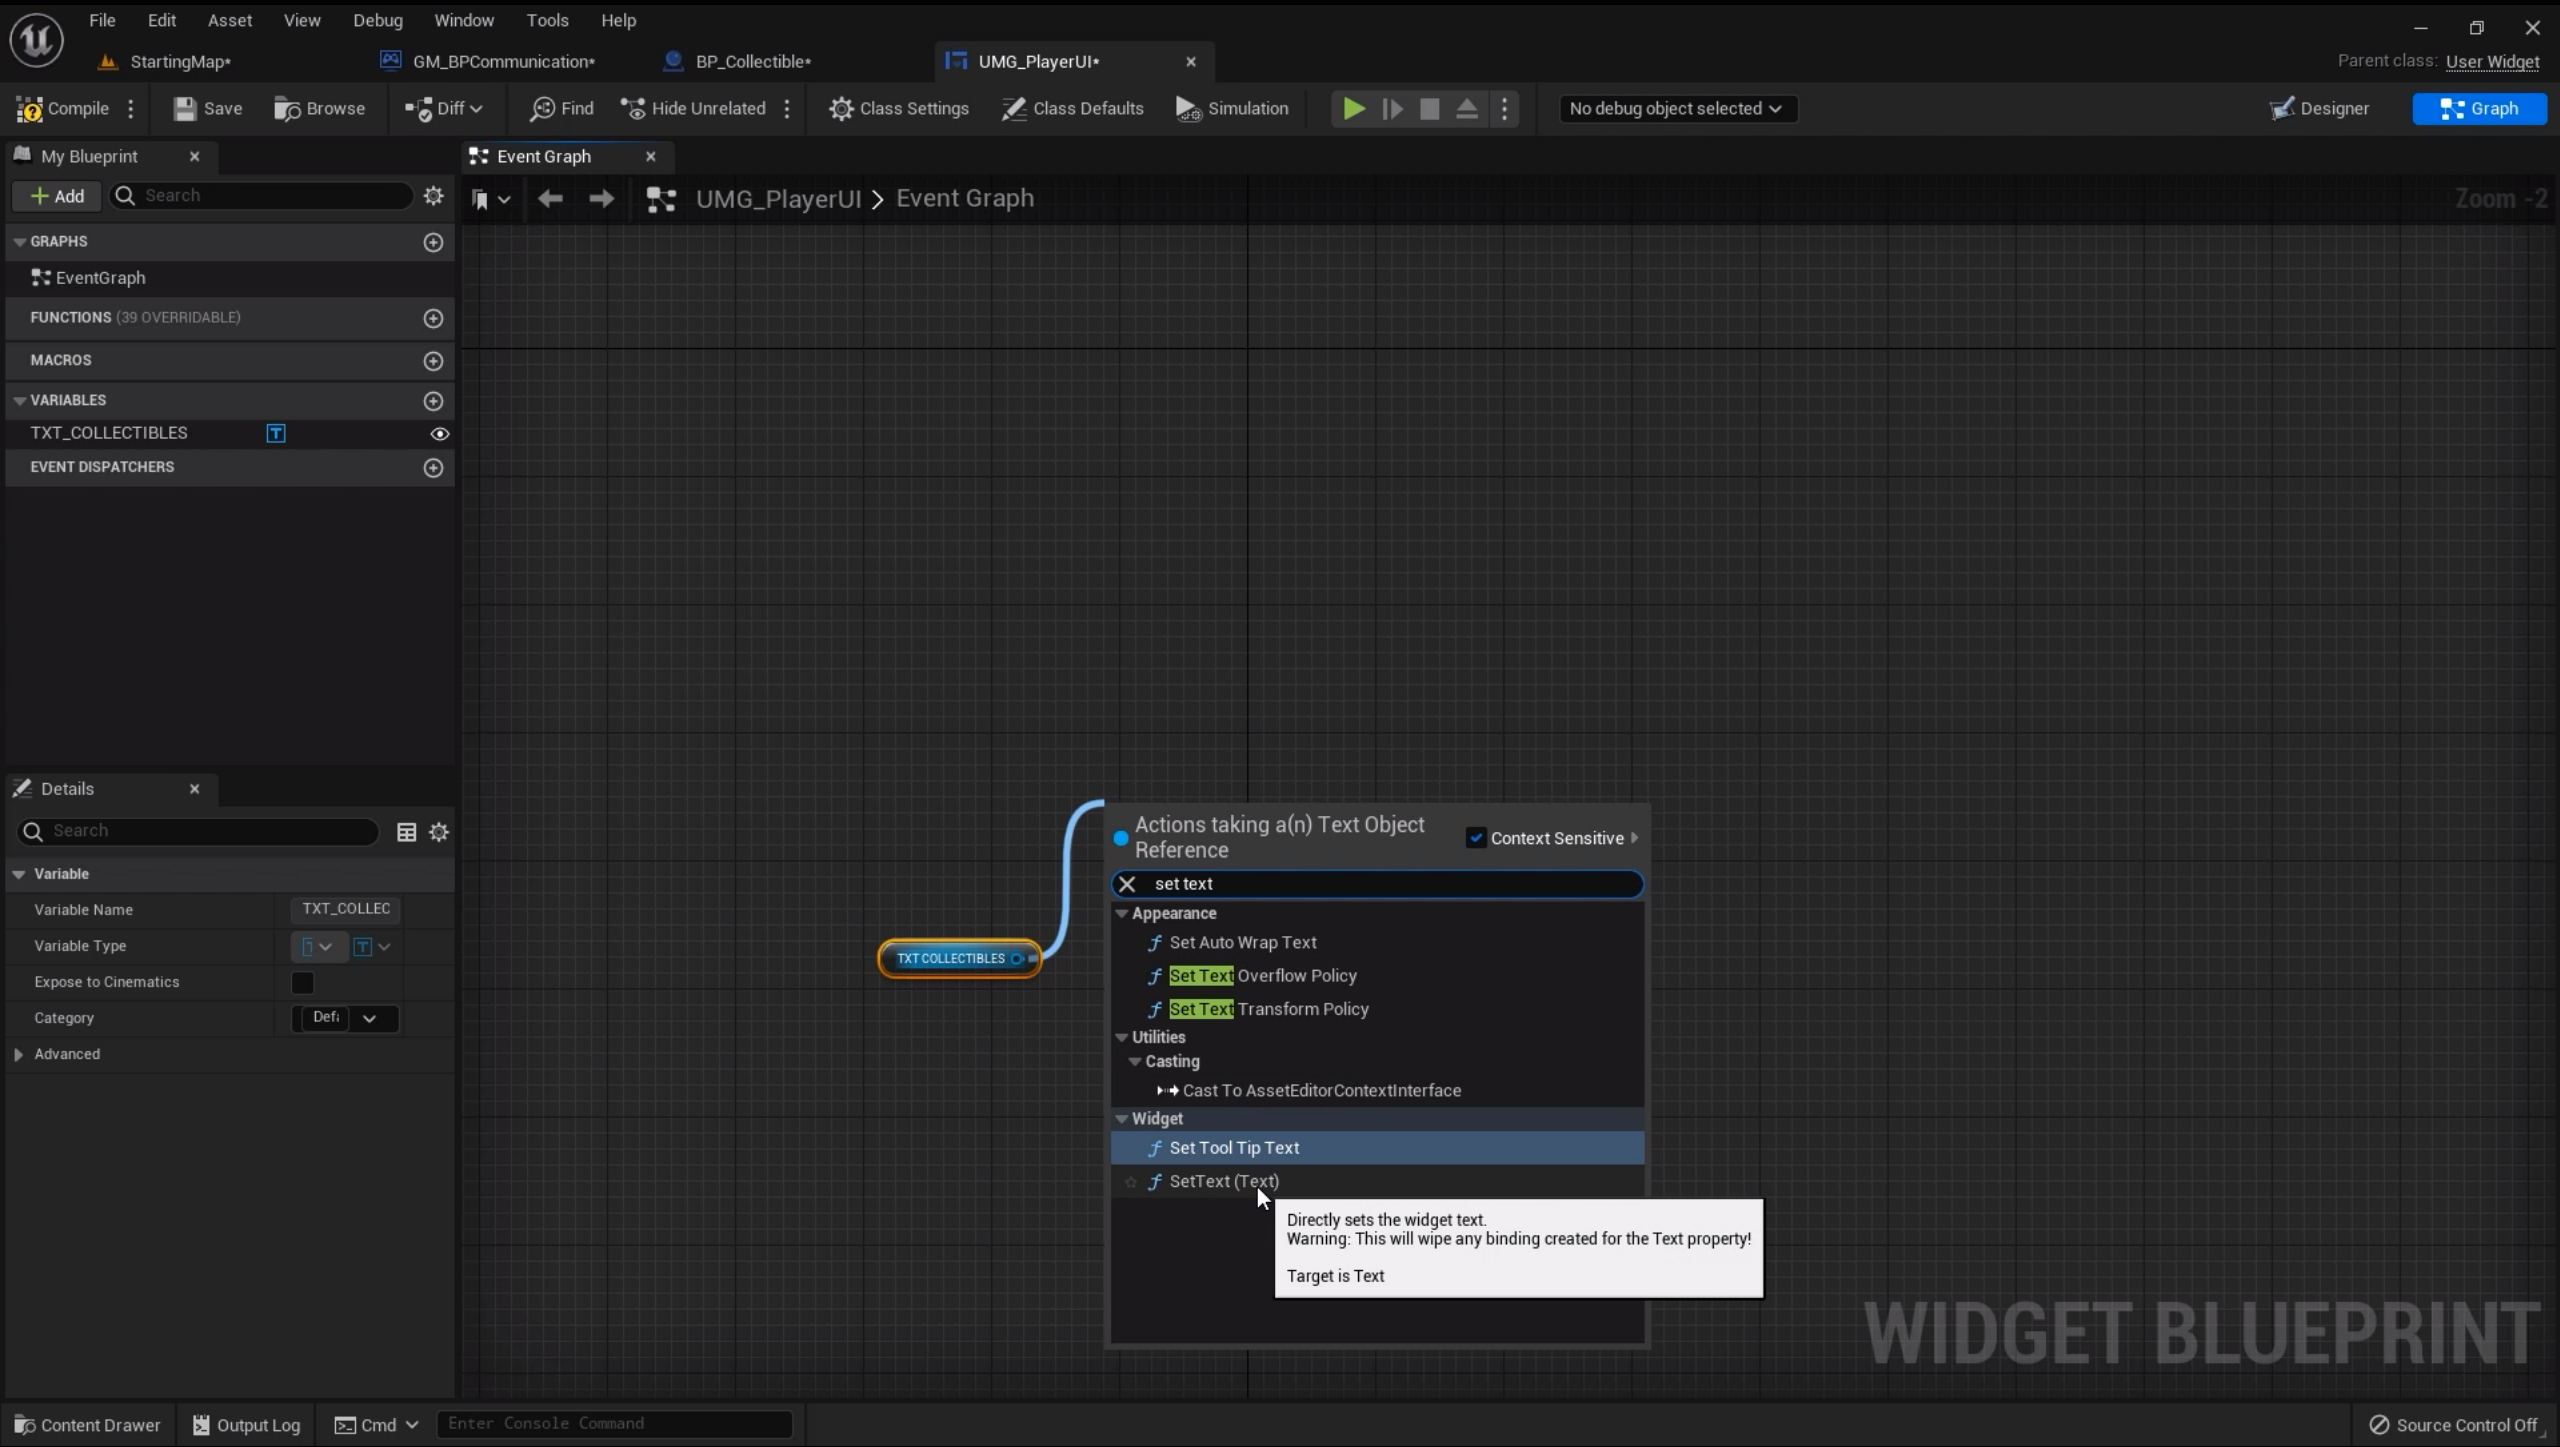 File Edit Asset View Debug Window Tools Help
StartingMap* GM_BPCommunication* BP_Collectible* UMG_PlayerUI* Parent class: User Widget
Compile Save Browse Diff Find Hide Unrelated Class Settings Class Defaults Simulation No debug object selected Designer Graph
My Blueprint Event Graph
Add Search UMG_PlayerUI > Event Graph Zoom -2
GRAPHS
EventGraph
FUNCTIONS (39 OVERRIDABLE)
MACROS
VARIABLES
TXT_COLLECTIBLES
EVENT DISPATCHERS
Details
Search
Variable
Variable Name TXT_COLLEC
Variable Type
Expose to Cinematics
Category Defa
Advanced
TXT COLLECTIBLES
Actions taking a(n) Text Object
Reference
Context Sensitive
set text
Appearance
Set Auto Wrap Text
Set Text Overflow Policy
Set Text Transform Policy
Utilities
Casting
Cast To AssetEditorContextInterface
Widget
Set Tool Tip Text
SetText (Text)
Directly sets the widget text.
Warning: This will wipe any binding created for the Text property!
Target is Text
WIDGET BLUEPRINT
Content Drawer Output Log Cmd Enter Console Command Source Control Off